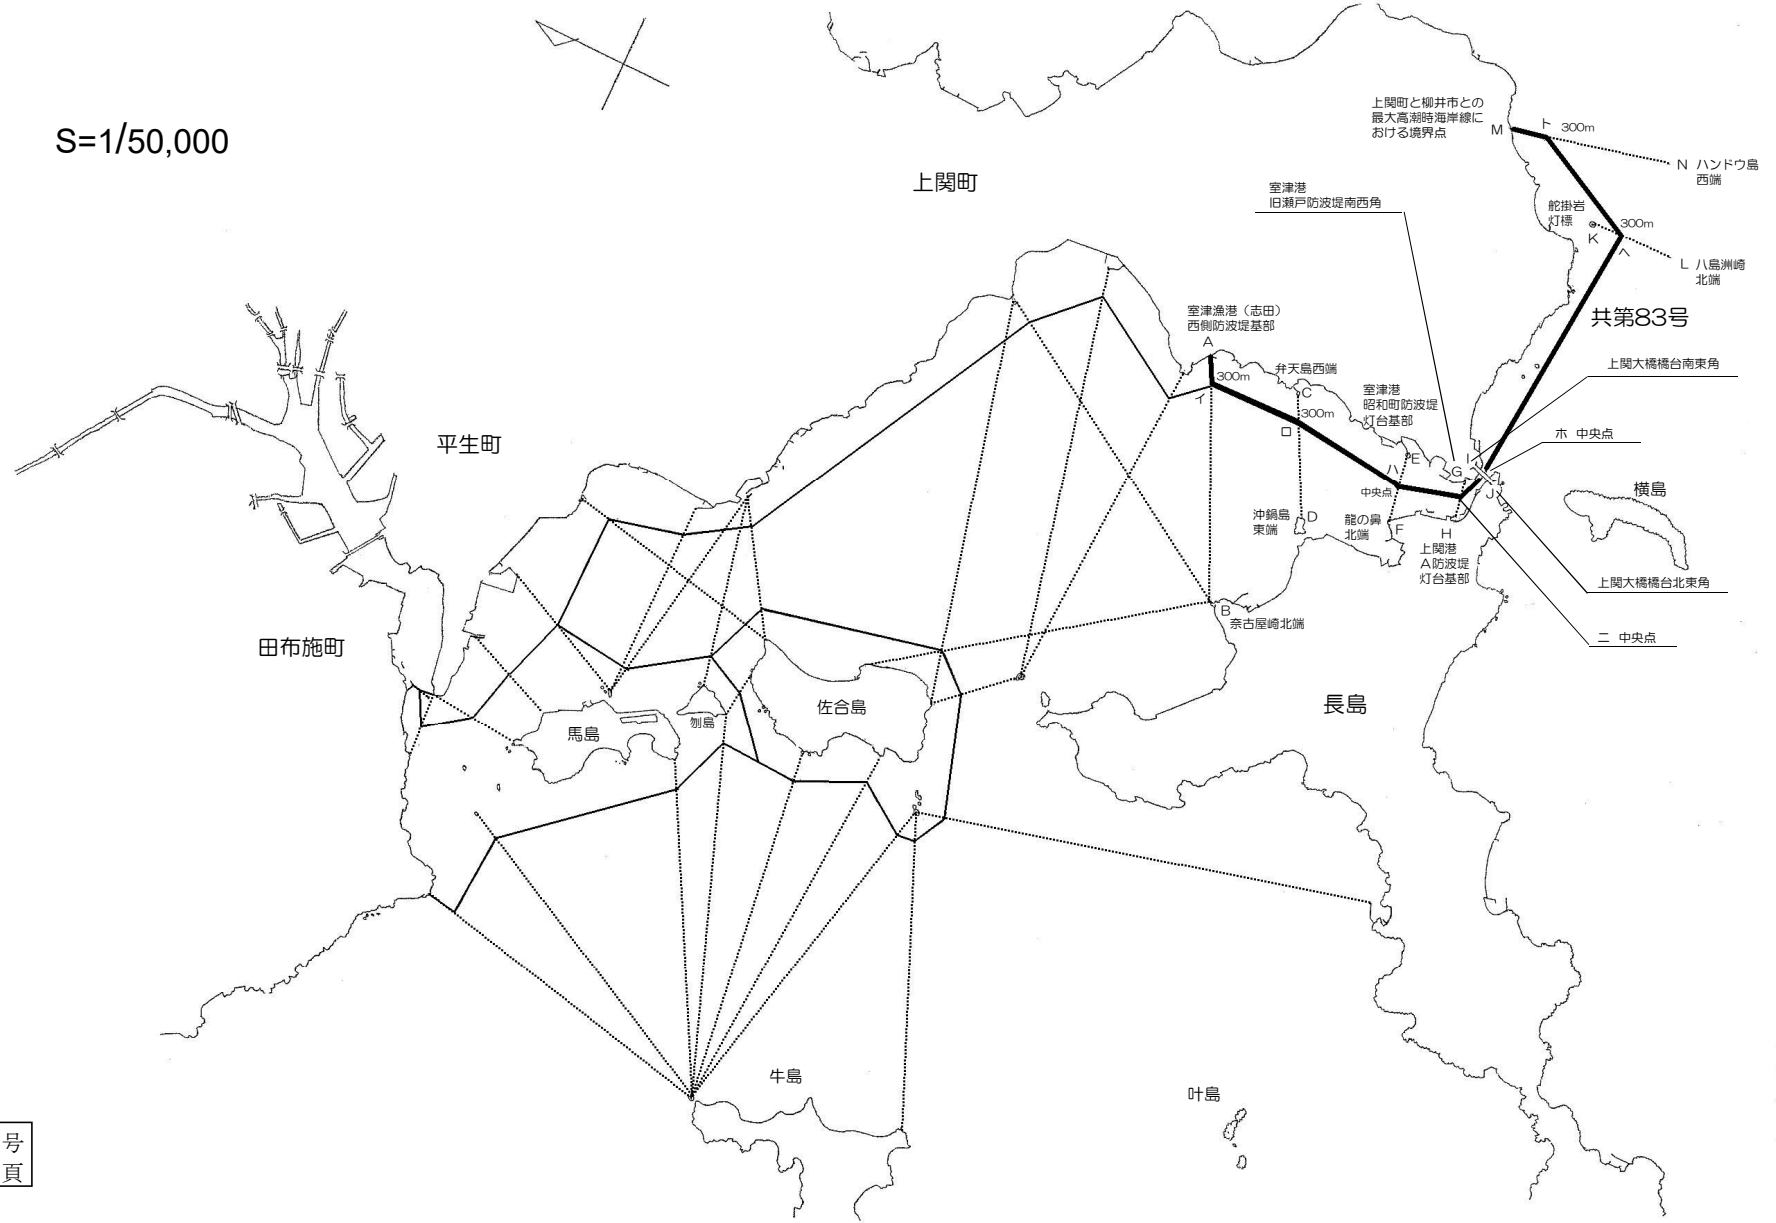 S=1/50,000
上関町と柳井市との
最大高潮時海岸線に
おける境界点
M
ト
300m
N ハンドウ島
西端
上関町
室津港
旧瀬戸防波堤南西角
舵掛岩
灯標
K
300m
ヘ
L 八島洲崎
北端
共第83号
室津漁港（志田）
西側防波堤基部
A
300m
イ
弁天島西端
C
300m
ロ
室津港
昭和町防波堤
灯台基部
上関大橋橋台南東角
ホ 中央点
E
ハ
G
I
J
中央点
平生町
横島
沖鍋島
東端
D
龍の鼻
北端
F
H
上関港
A防波堤
灯台基部
上関大橋橋台北東角
B
奈古屋崎北端
ニ 中央点
田布施町
馬島
刎島
佐合島
長島
牛島
叶島
号
頁